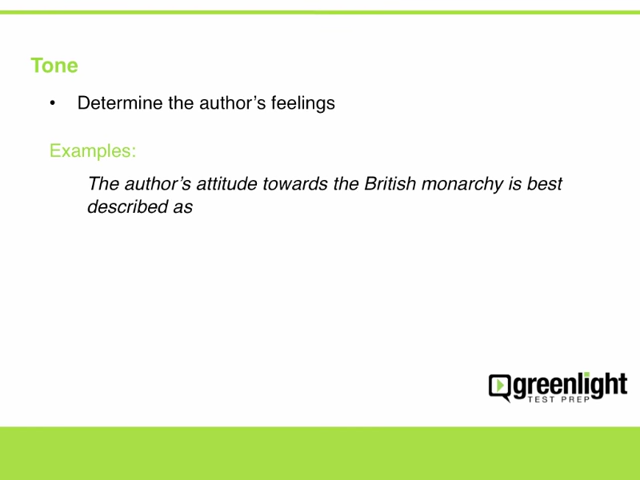 Tone
• Determine the author's feelings
Examples:
The author's attitude towards the British monarchy is best
described as
greenlight
TEST PREP